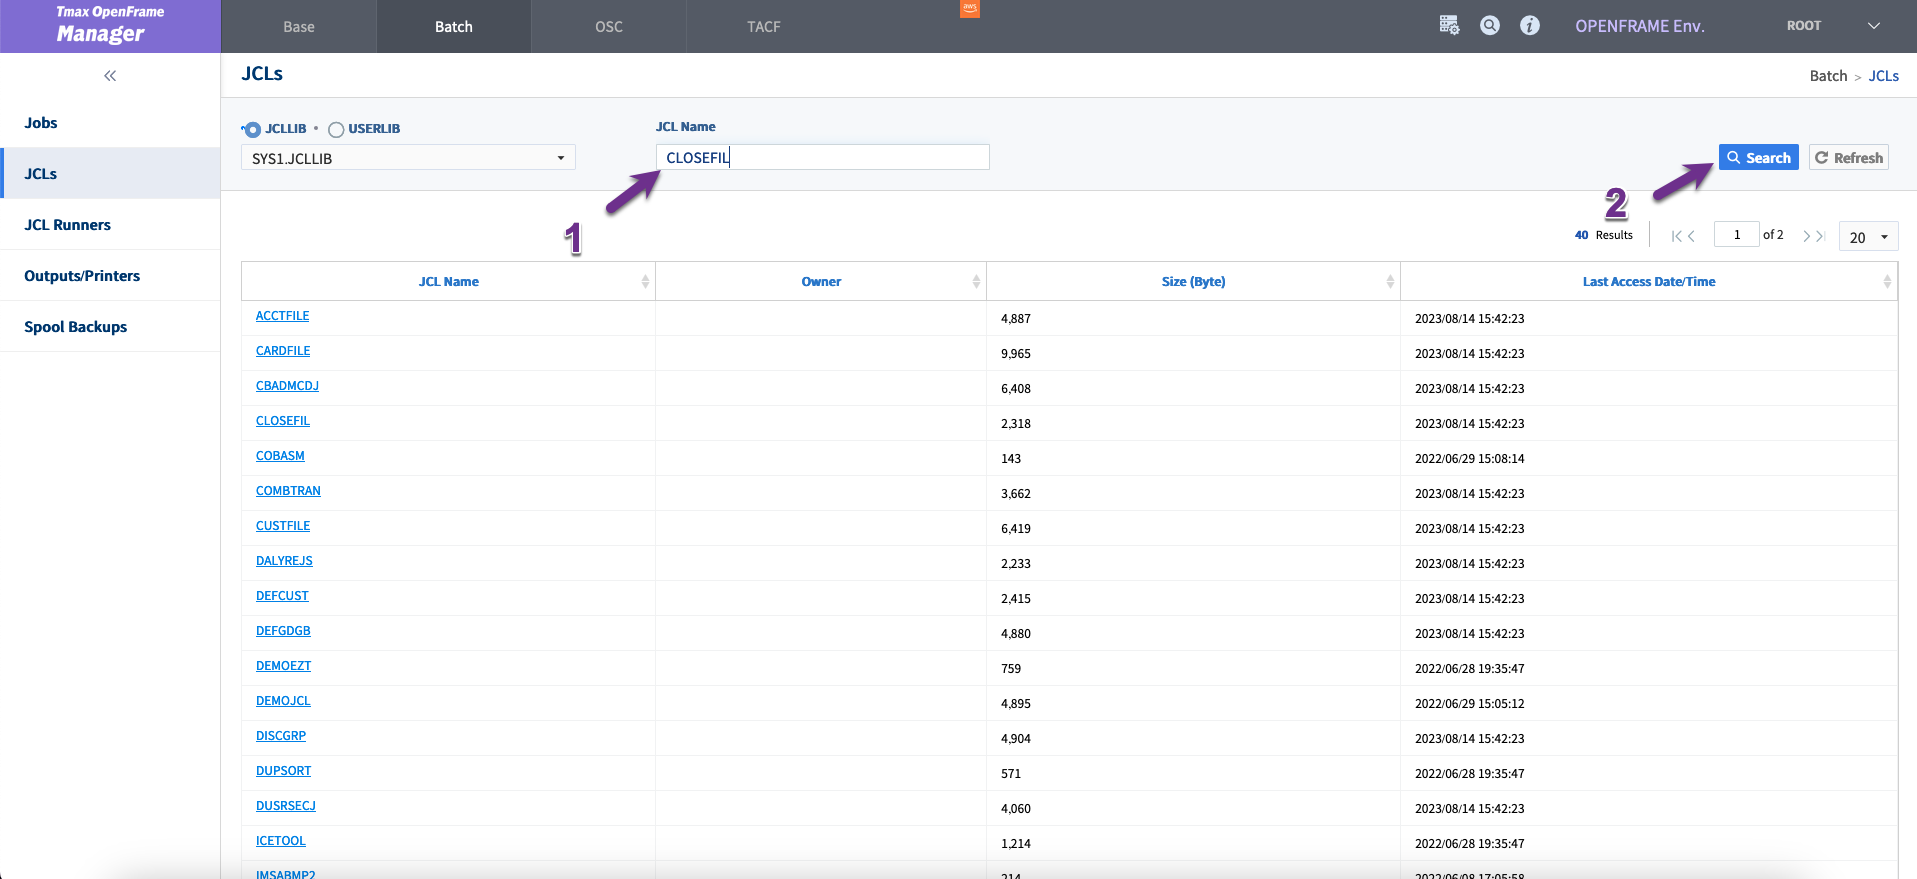 Tmax OpenFrame
Manager
Base
Batch
OSC
TACF
aws
OPENFRAME Env.
ROOT
Jobs
JCLs
JCL Runners
Outputs/Printers
Spool Backups
JCLs
Batch > JCLs
JCLLIB
USERLIB
SYS1.JCLLIB
JCL Name
CLOSEFIL
Search
Refresh
1
2
40 Results
1 of 2
20
JCL Name Owner Size (Byte) Last Access Date/Time
ACCTFILE 4,887 2023/08/14 15:42:23
CARDFILE 9,965 2023/08/14 15:42:23
CBADMCDJ 6,408 2023/08/14 15:42:23
CLOSEFIL 2,318 2023/08/14 15:42:23
COBASM 143 2022/06/29 15:08:14
COMBTRAN 3,662 2023/08/14 15:42:23
CUSTFILE 6,419 2023/08/14 15:42:23
DALYREJS 2,233 2023/08/14 15:42:23
DEFCUST 2,415 2023/08/14 15:42:23
DEFGDGB 4,880 2023/08/14 15:42:23
DEMOEZT 759 2022/06/28 19:35:47
DEMOJCL 4,895 2022/06/29 15:05:12
DISCGRP 4,904 2023/08/14 15:42:23
DUPSORT 571 2022/06/28 19:35:47
DUSRSECJ 4,060 2023/08/14 15:42:23
ICETOOL 1,214 2022/06/28 19:35:47
IMSABMP2 214 2022/06/08 17:05:58